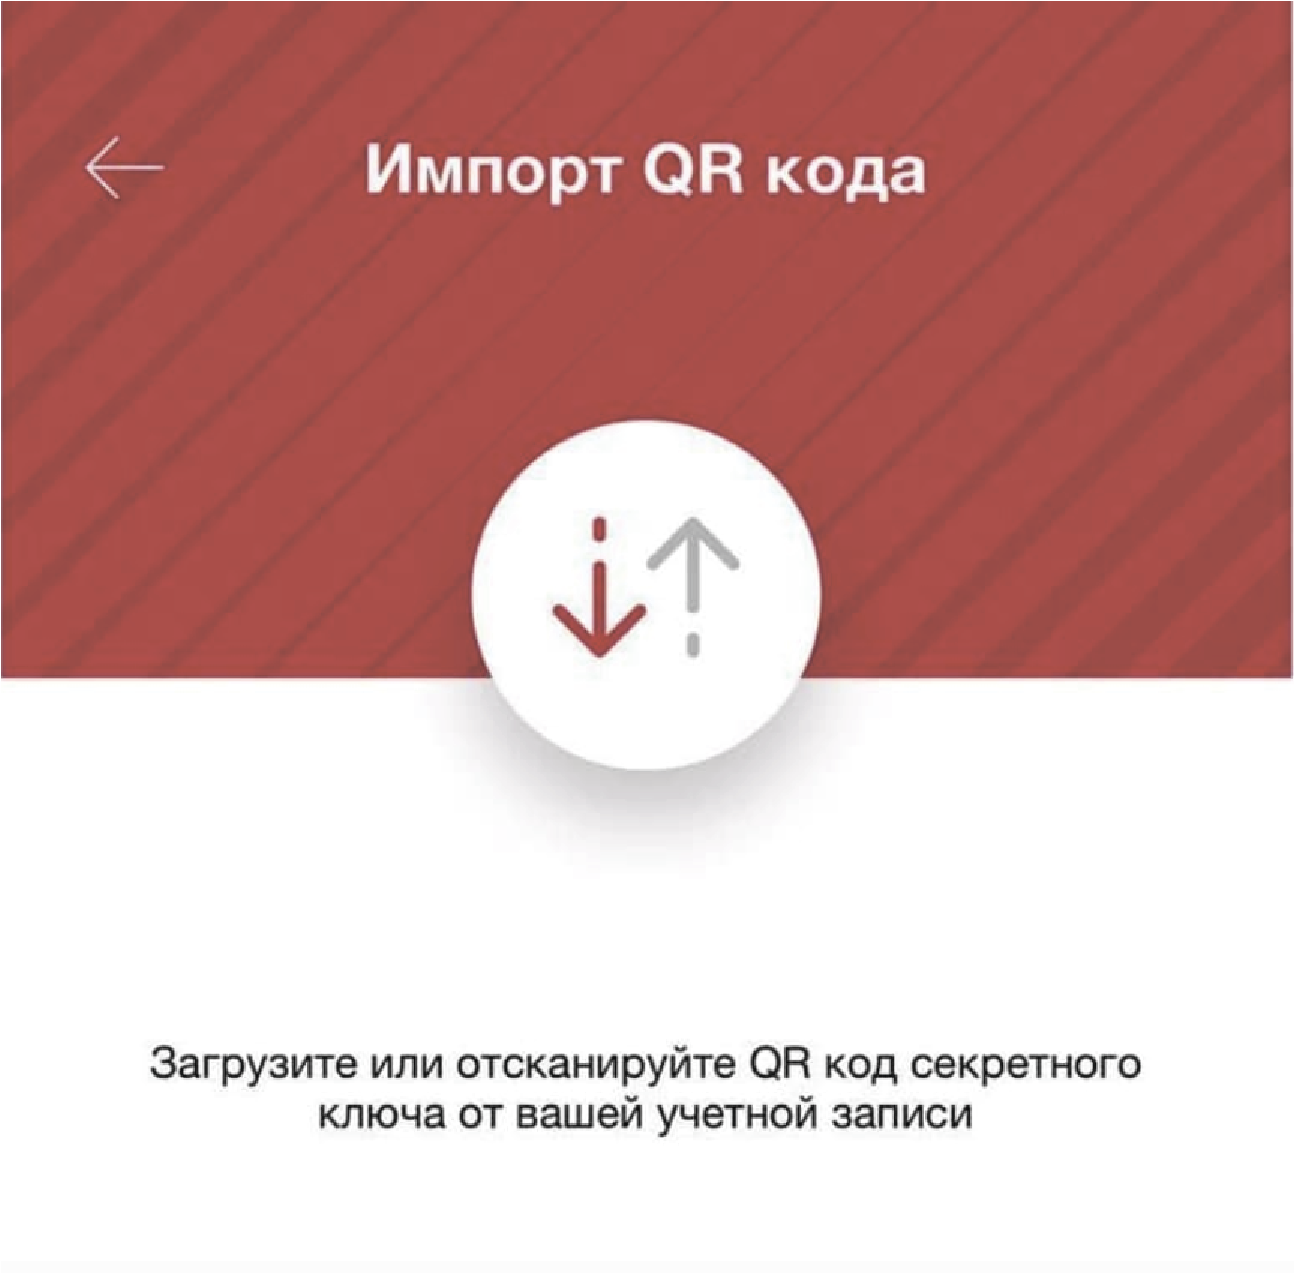 Импорт QR кода
Загрузите или отсканируйте QR код секретного
ключа от вашей учетной записи